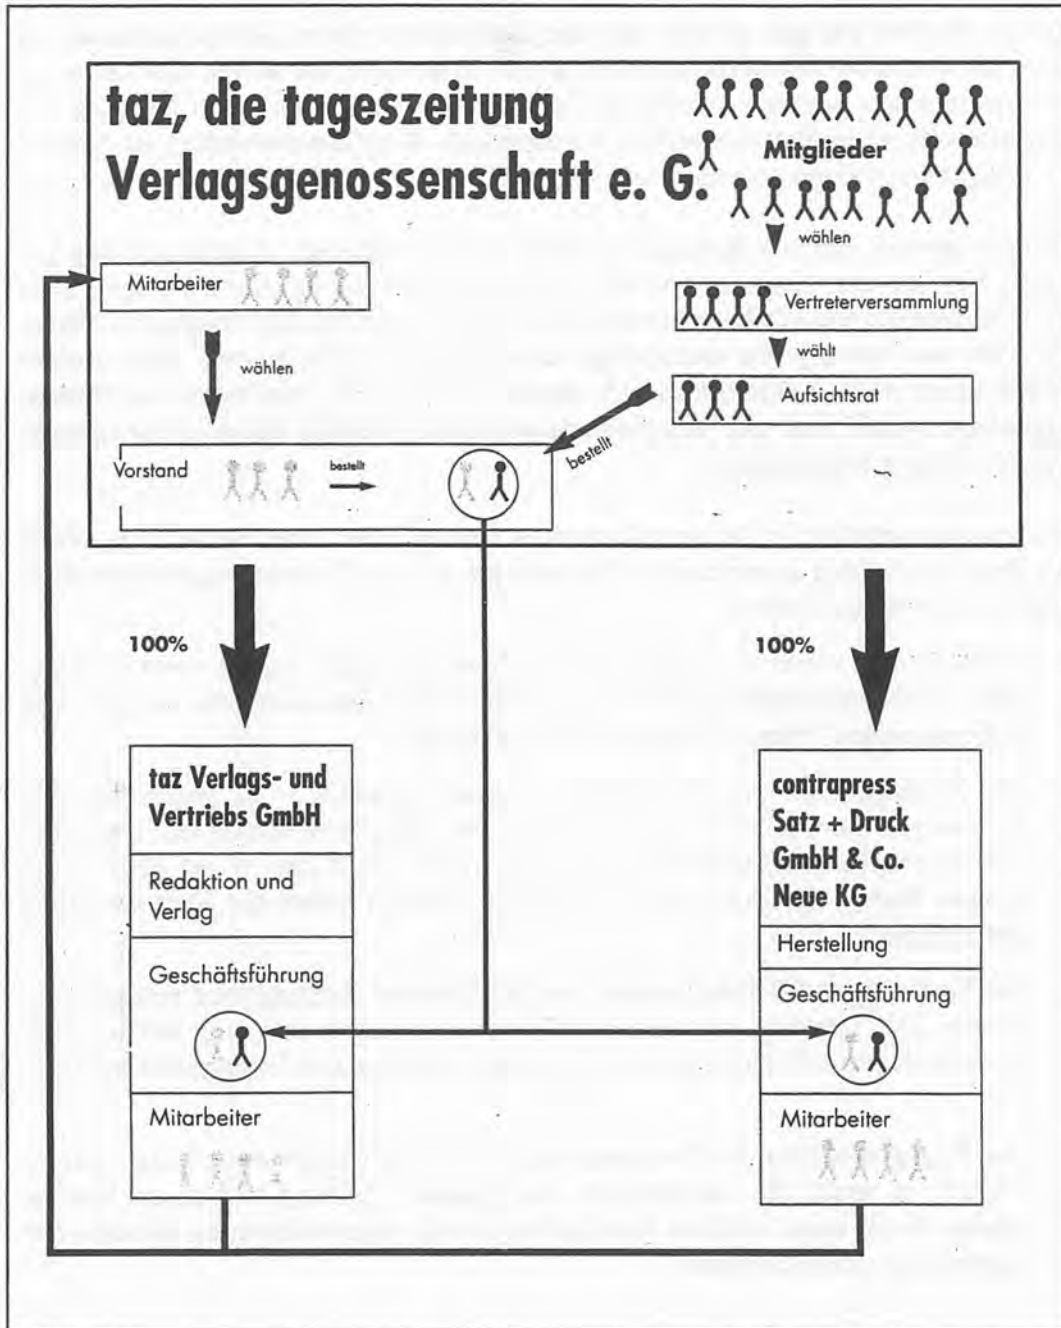 taz, die tageszeitung
Verlagsgenossenschaft e. G.
Mitglieder
wählen
Mitarbeiter
wählen
Vertreterversammlung
wählt
Aufsichtsrat
bestellt
Vorstand
bestellt
100%
100%
taz Verlags- und
Vertriebs GmbH
Redaktion und
Verlag
Geschäftsführung
Mitarbeiter
contrapress
Satz + Druck
GmbH & Co.
Neue KG
Herstellung
Geschäftsführung
Mitarbeiter